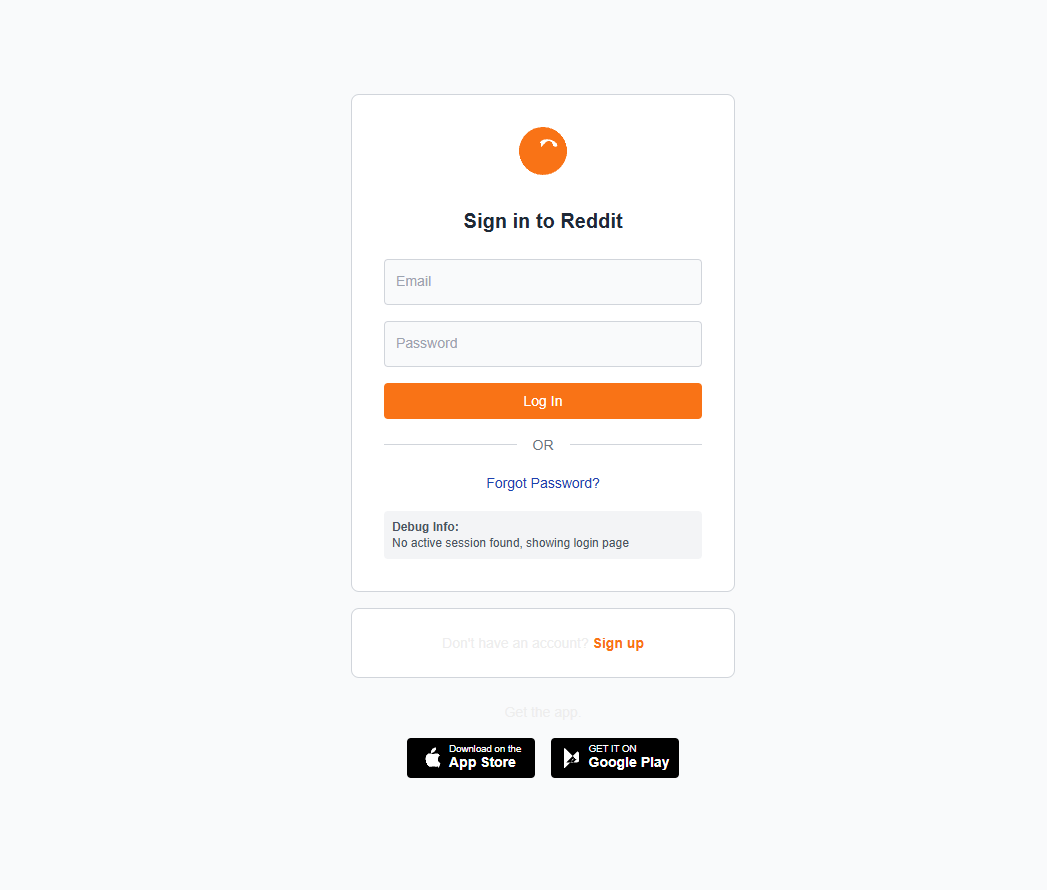 Sign in to Reddit
Email
Password
Log In
OR
Forgot Password?
Debug Info:
No active session found, showing login page
Don't have an account? Sign up
Get the app.
Download on the
App Store
GET IT ON
Google Play